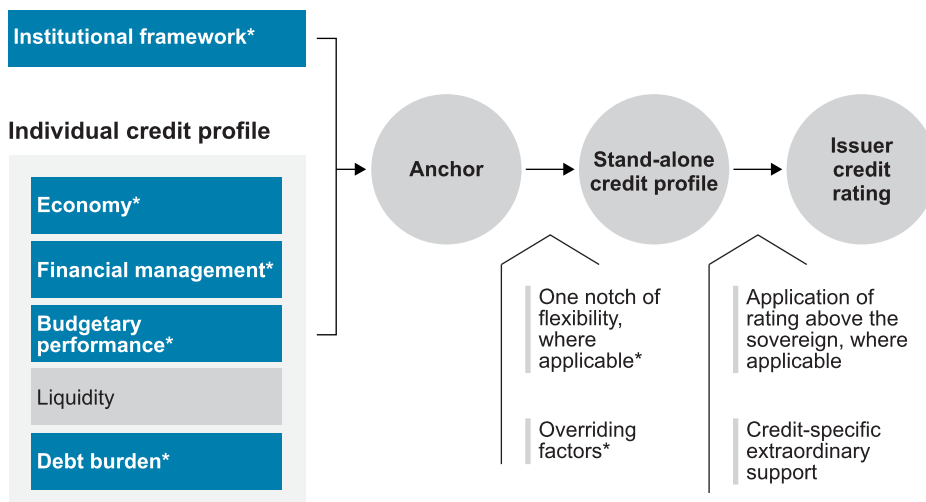 Institutional framework*
Individual credit profile
Economy*
Financial management*
Budgetary
performance*
Liquidity
Debt burden*
Anchor
Stand-alone
credit profile
Issuer
credit
rating
One notch of
flexibility,
where
applicable*
Overriding
factors*
Application of
rating above the
sovereign, where
applicable
Credit-specific
extraordinary
support